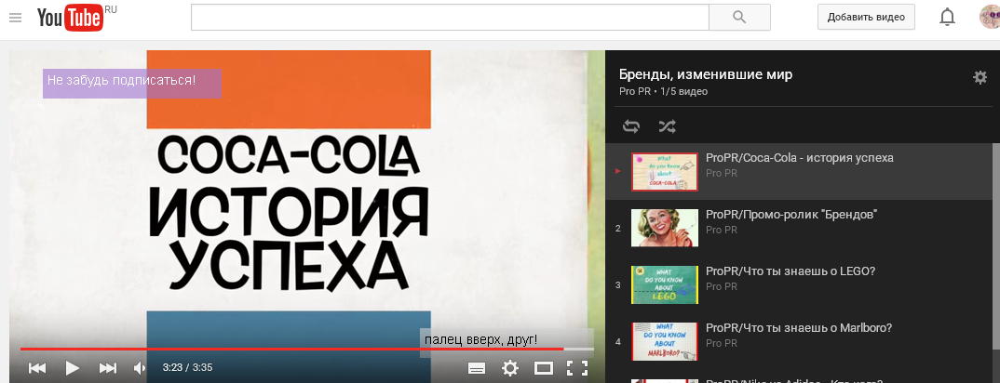 YouTube RU
Добавить видео
Не забудь подписаться!
COCA-COLA
ИСТОРИЯ
УСПЕХА
палец вверх, друг!
3:23 / 3:35
Бренды, изменившие мир
Pro PR • 1/5 видео
WHAT
do you know
about
COCA-COLA
ProPR/Coca-Cola - история успеха
Pro PR
2
ProPR/Промо-ролик "Брендов"
Pro PR
3
WHAT
DO YOU KNOW
ABOUT
LEGO
ProPR/Что ты знаешь о LEGO?
Pro PR
4
WHAT
DO YOU KNOW
ABOUT
MARLBORO?
ProPR/Что ты знаешь о Marlboro?
Pro PR